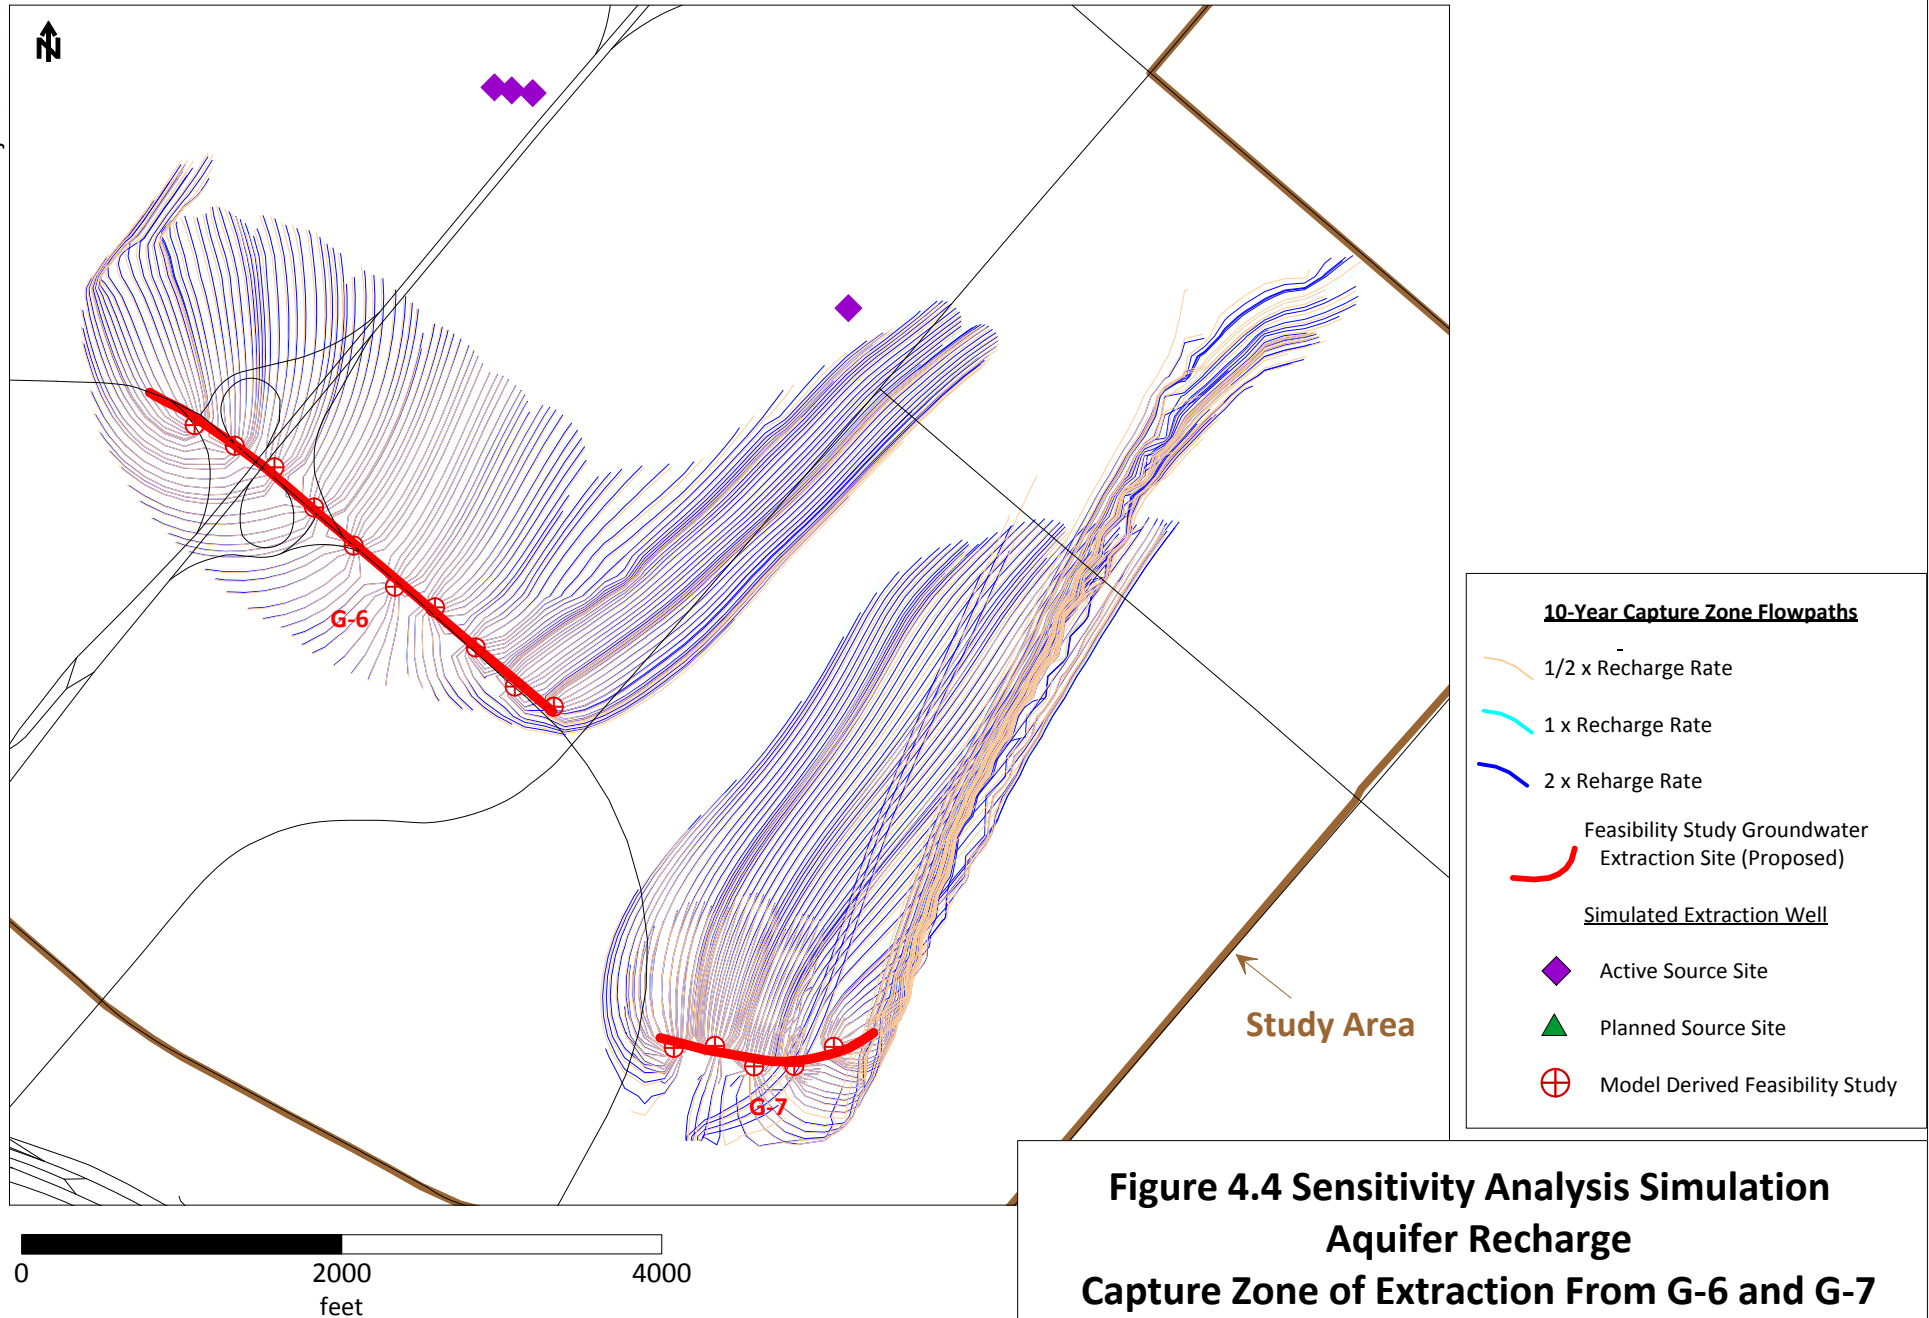 N
G-6
G-7
Study Area
10-Year Capture Zone Flowpaths
1/2 x Recharge Rate
1 x Recharge Rate
2 x Reharge Rate
Feasibility Study Groundwater
Extraction Site (Proposed)
Simulated Extraction Well
Active Source Site
Planned Source Site
Model Derived Feasibility Study
0 2000 4000
feet
Figure 4.4 Sensitivity Analysis Simulation
Aquifer Recharge
Capture Zone of Extraction From G-6 and G-7